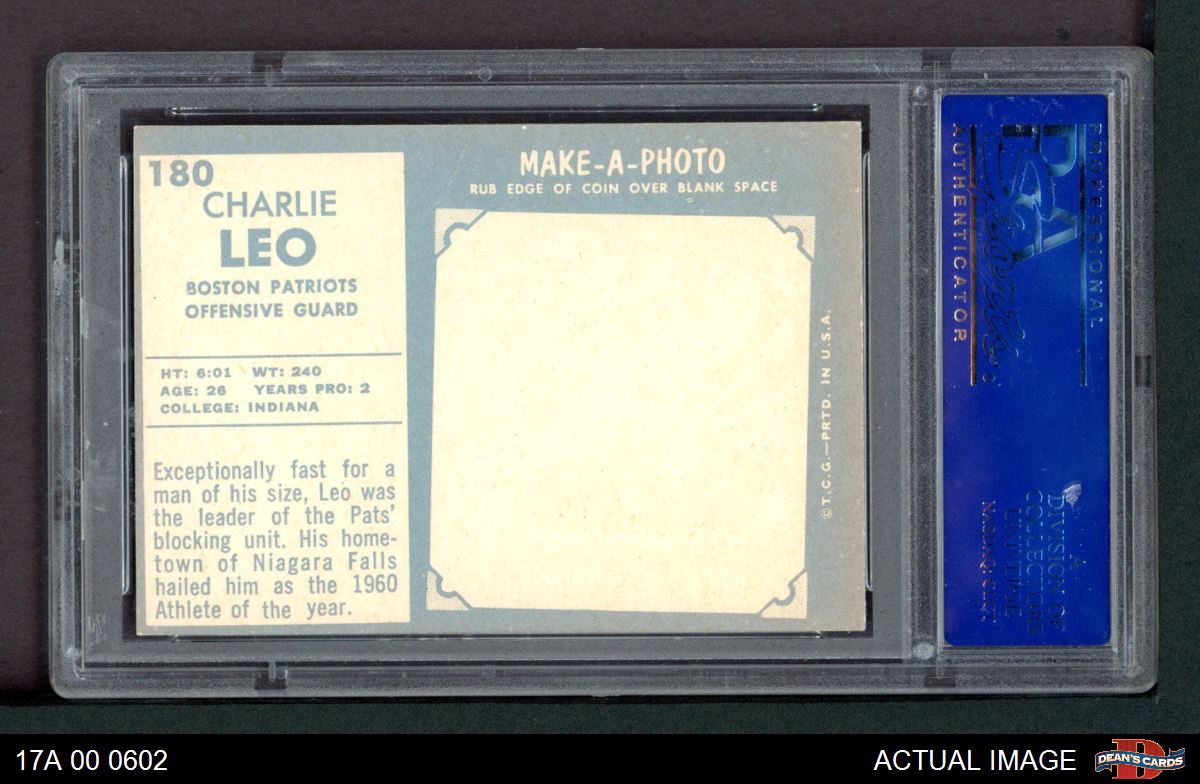 180
CHARLIE
LEO
BOSTON PATRIOTS
OFFENSIVE GUARD
HT: 6:01 WT: 240
AGE: 26 YEARS PRO: 2
COLLEGE: INDIANA
Exceptionally fast for a
man of his size, Leo was
the leader of the Pats'
blocking unit. His home-
town of Niagara Falls
hailed him as the 1960
Athlete of the year.
MAKE-A-PHOTO
RUB EDGE OF COIN OVER BLANK SPACE
©T.C.G.—PRTD. IN U.S.A.
PROFESSIONAL
PSA
AUTHENTICATOR
A
DIVISION OF
COLLECTORS
UNIVERSE
17A 00 0602
ACTUAL IMAGE
D
DEAN'S CARDS